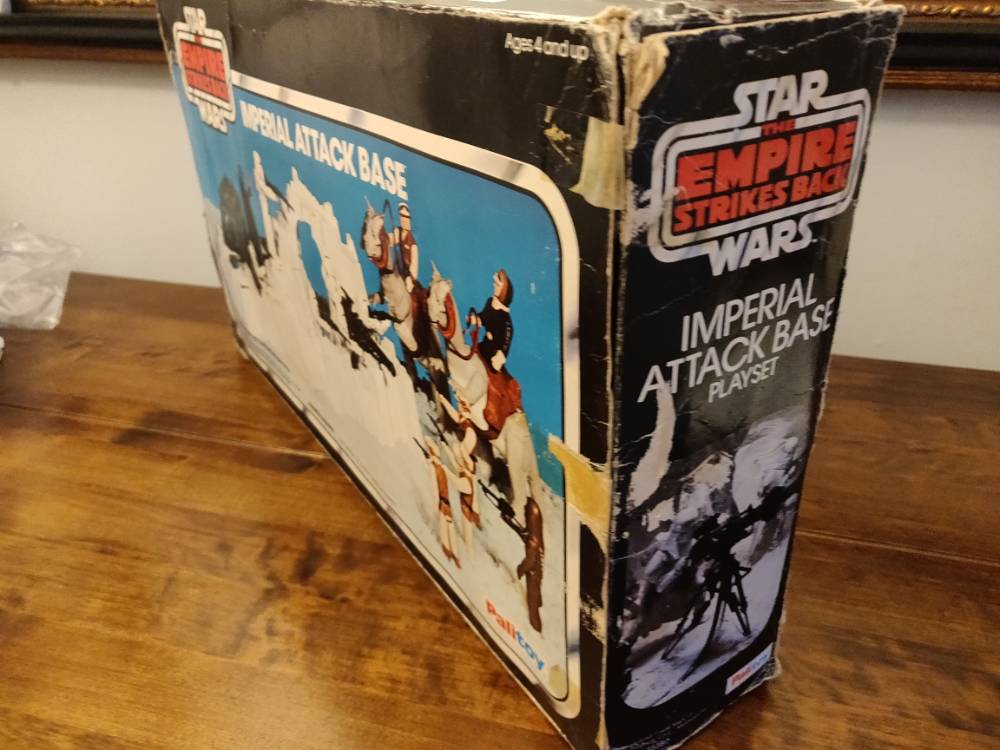 Ages 4 and up
STAR
THE
EMPIRE
STRIKES BACK
WARS
IMPERIAL ATTACK BASE
Palitoy
STAR
THE
EMPIRE
STRIKES BACK
WARS
IMPERIAL
ATTACK BASE
PLAYSET
Palitoy